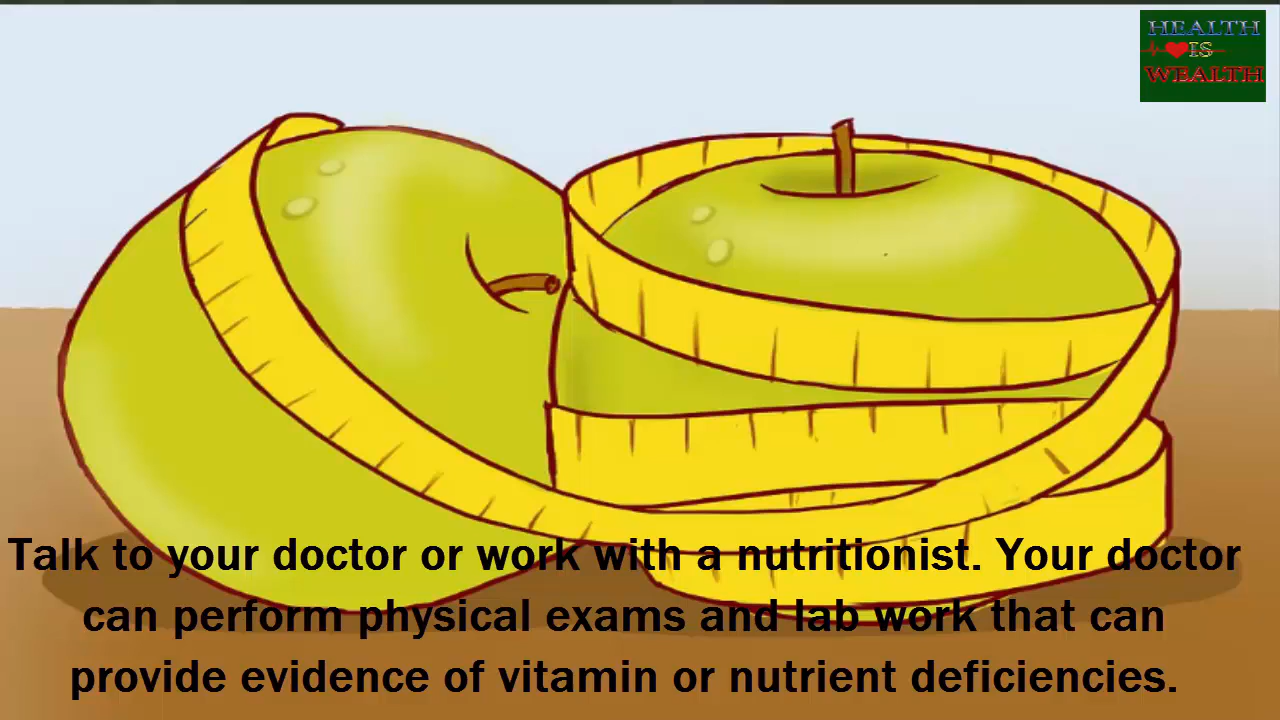 HEALTH
IS
WEALTH
Talk to your doctor or work with a nutritionist. Your doctor
can perform physical exams and lab work that can
provide evidence of vitamin or nutrient deficiencies.